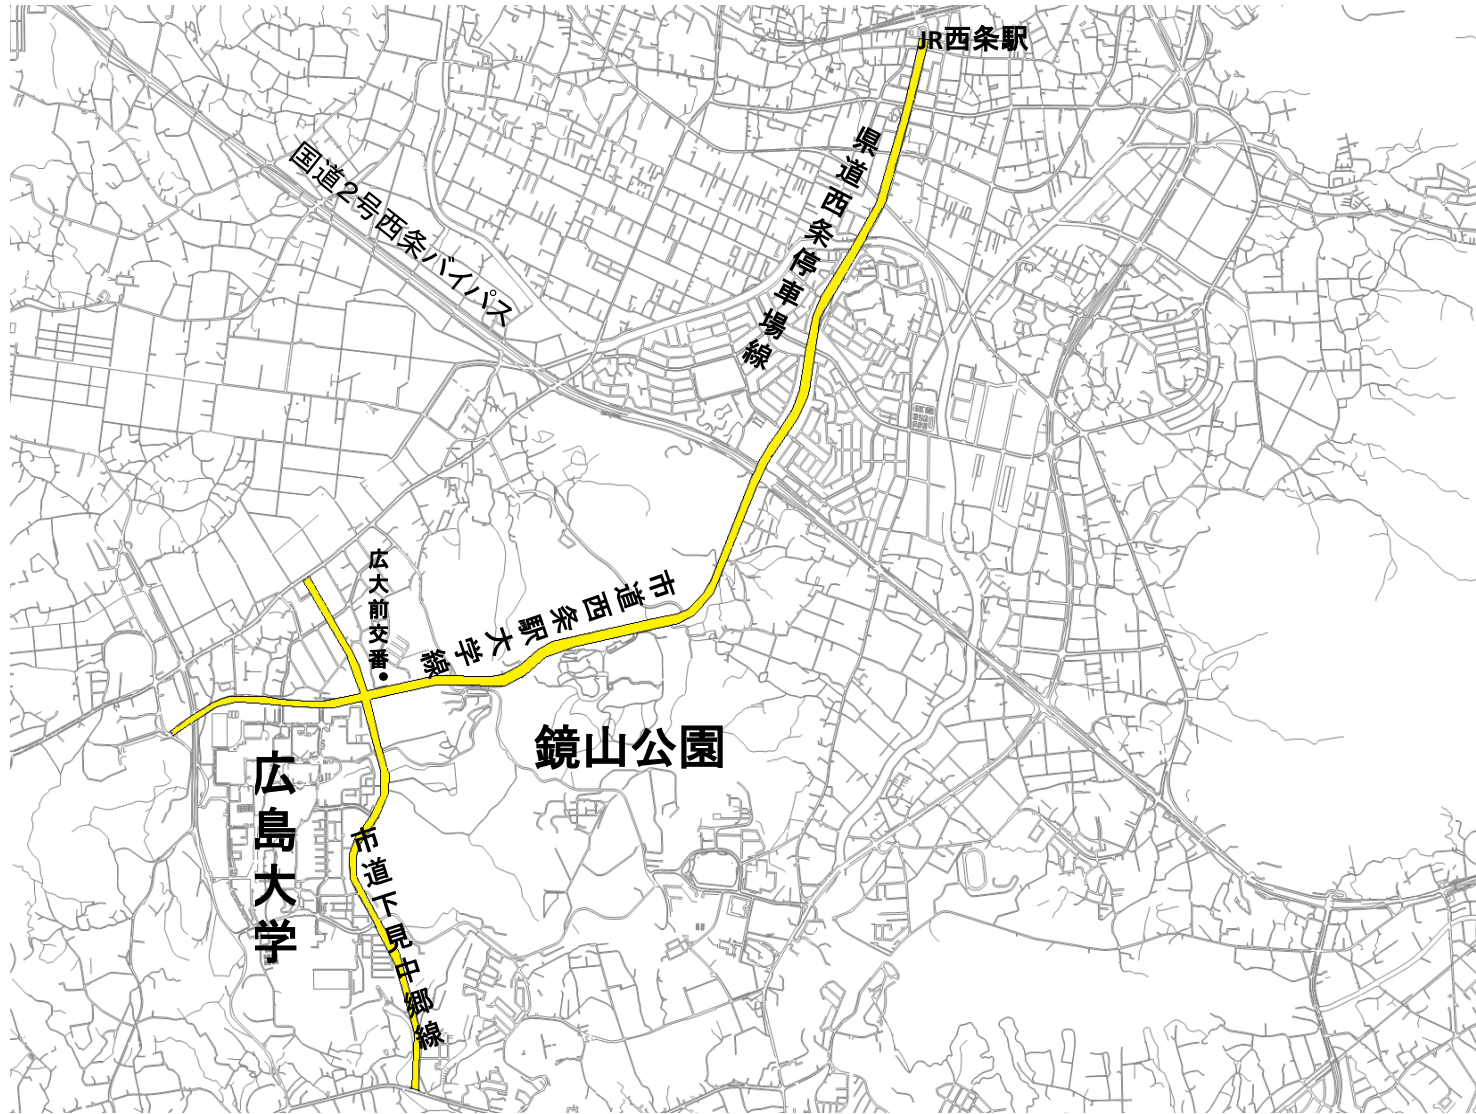 JR西条駅
県道西条停車場線
国道2号西条バイパス
広大前交番
市道西条駅大学線
鏡山公園
広島大学
市道下見中郷線